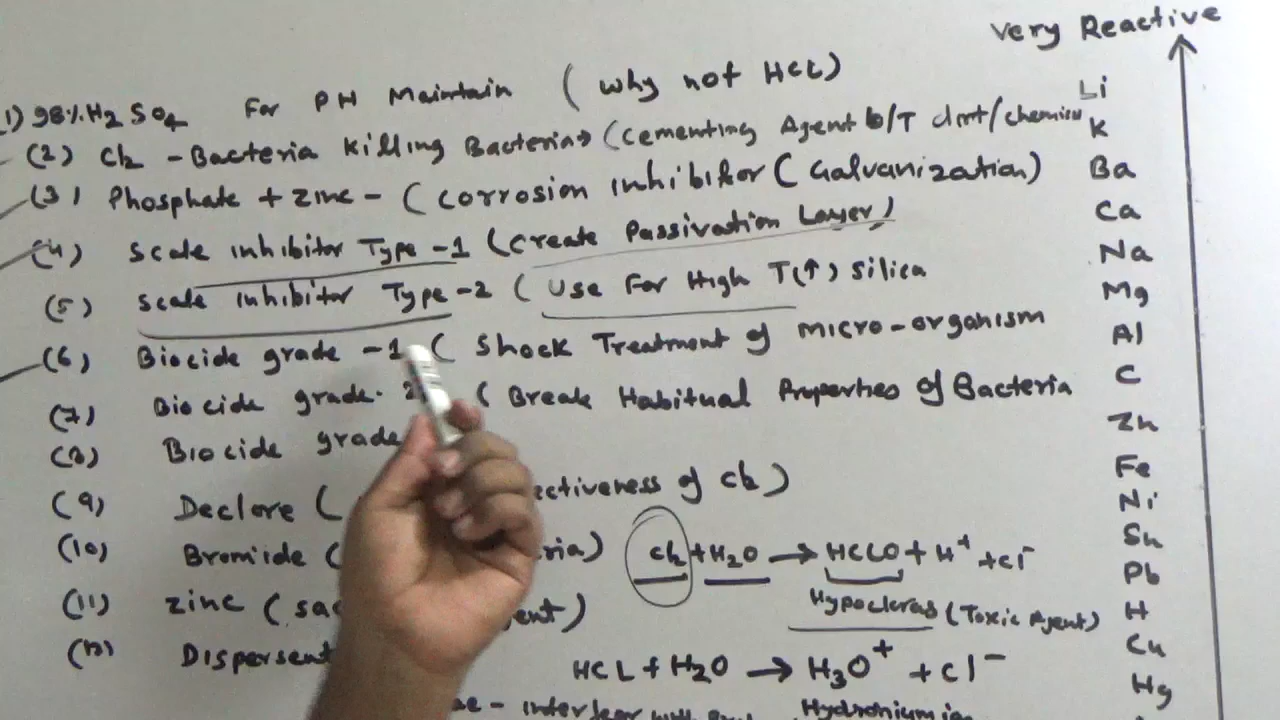 Very Reactive
(1) 98% H2SO4 For PH Maintain (Why not HCL)
(2) Cl2 - Bacteria Killing Bacteria→ (Cementing Agent b/T dirt/chemical
(3) Phosphate + Zinc - (Corrosion inhibitor (Galvanization)
(4) Scale inhibitor Type -1 (Create Passivation Layer)
(5) Scale inhibitor Type -2 (Use For High T(↑) Silica
(6) Biocide grade -1 (Shock Treatment of Micro-organism
(7) Biocide grade - 2 (Break Habitual Properties of Bacteria
(8) Biocide grade
(9) Declore ( ectiveness of Cl2)
(10) Bromide ( ria) Cl2 + H2O → HCLO + H+ + Cl-
(11) Zinc (sac ent) (Toxic Agent)
(12) Dispersent HCL + H2O → H3O+ + Cl-
Hydronium
Li
K
Ba
Ca
Na
Mg
Al
C
Zn
Fe
Ni
Sn
Pb
H
Cu
Hg